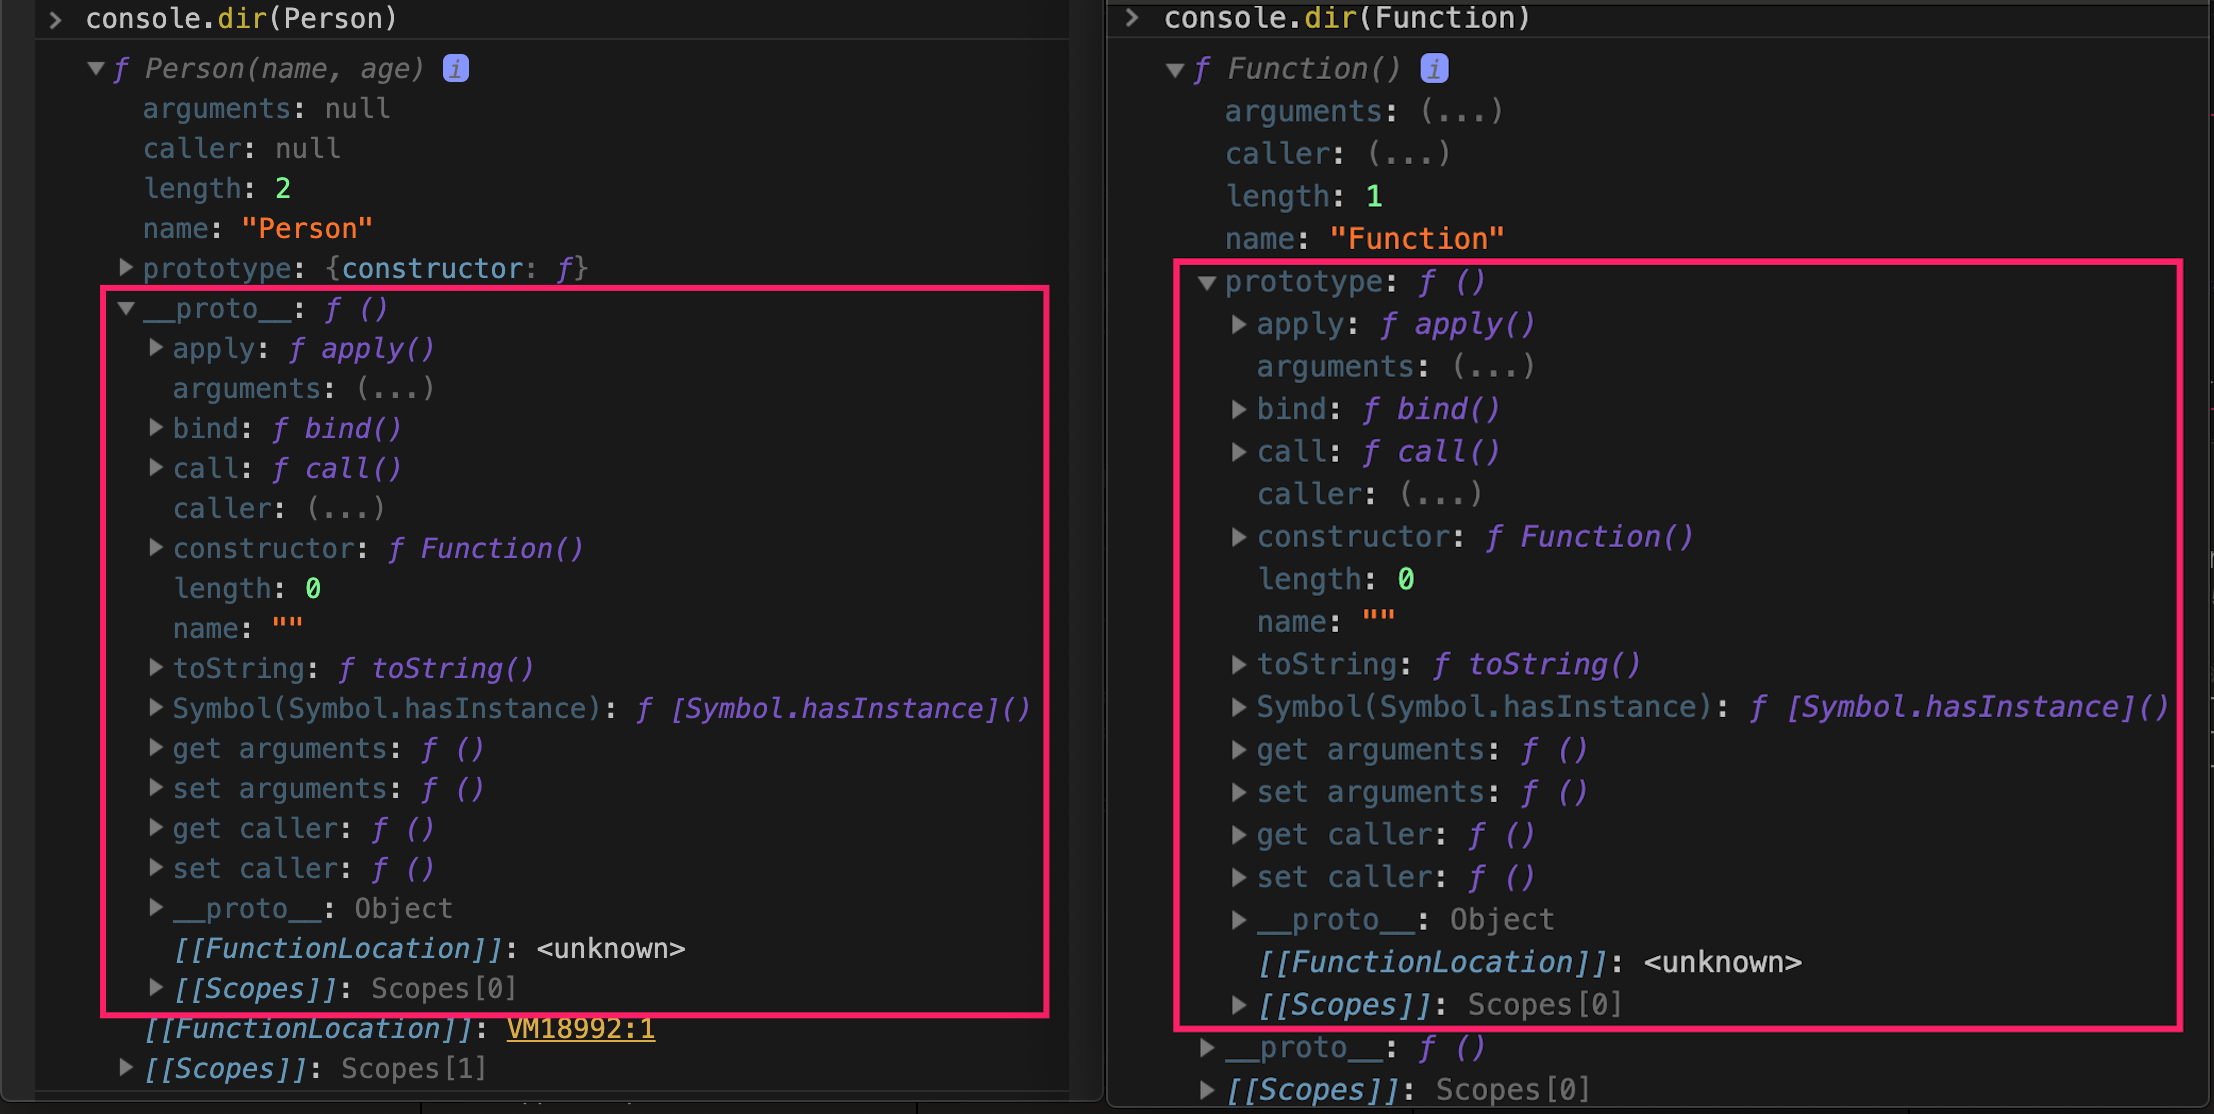 console.dir(Person)
ƒ Person(name, age) i
arguments: null
caller: null
length: 2
name: "Person"
prototype: {constructor: ƒ}
__proto__: ƒ ()
apply: ƒ apply()
arguments: (...)
bind: ƒ bind()
call: ƒ call()
caller: (...)
constructor: ƒ Function()
length: 0
name: ""
toString: ƒ toString()
Symbol(Symbol.hasInstance): ƒ [Symbol.hasInstance]()
get arguments: ƒ ()
set arguments: ƒ ()
get caller: ƒ ()
set caller: ƒ ()
__proto__: Object
[[FunctionLocation]]: <unknown>
[[Scopes]]: Scopes[0]
[[FunctionLocation]]: VM18992:1
[[Scopes]]: Scopes[1]
console.dir(Function)
ƒ Function() i
arguments: (...)
caller: (...)
length: 1
name: "Function"
prototype: ƒ ()
apply: ƒ apply()
arguments: (...)
bind: ƒ bind()
call: ƒ call()
caller: (...)
constructor: ƒ Function()
length: 0
name: ""
toString: ƒ toString()
Symbol(Symbol.hasInstance): ƒ [Symbol.hasInstance]()
get arguments: ƒ ()
set arguments: ƒ ()
get caller: ƒ ()
set caller: ƒ ()
__proto__: Object
[[FunctionLocation]]: <unknown>
[[Scopes]]: Scopes[0]
__proto__: ƒ ()
[[Scopes]]: Scopes[0]